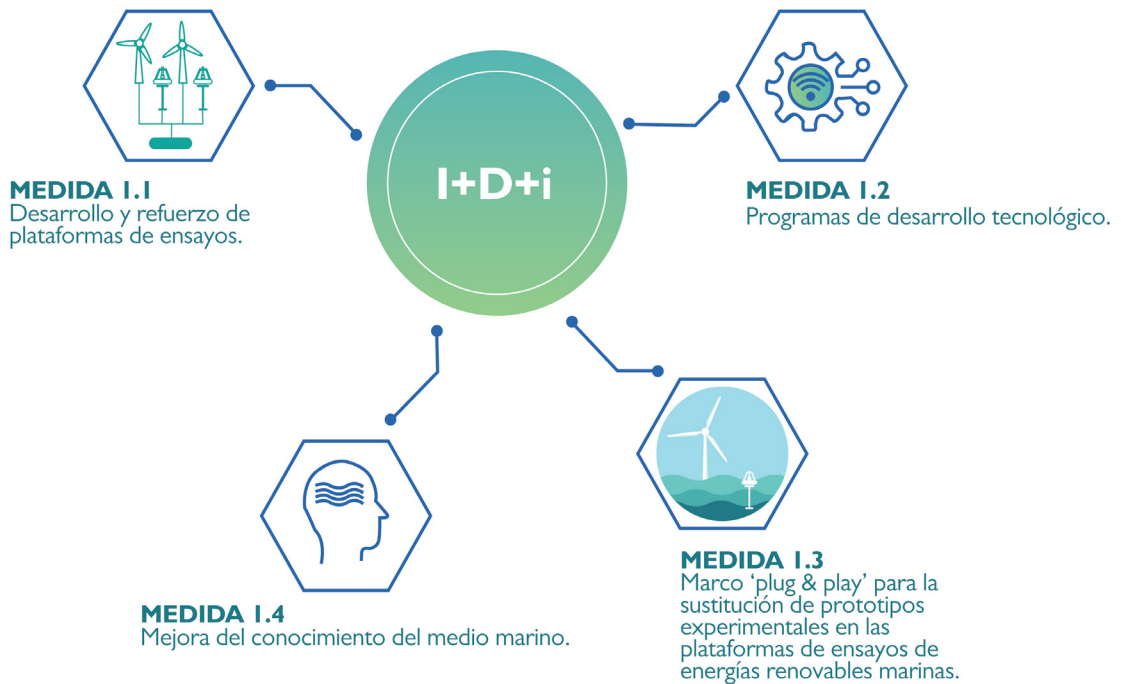 I+D+i
MEDIDA 1.1
Desarrollo y refuerzo de
plataformas de ensayos.
MEDIDA 1.2
Programas de desarrollo tecnológico.
MEDIDA 1.3
Marco ‘plug & play’ para la
sustitución de prototipos
experimentales en las
plataformas de ensayos de
energías renovables marinas.
MEDIDA 1.4
Mejora del conocimiento del medio marino.